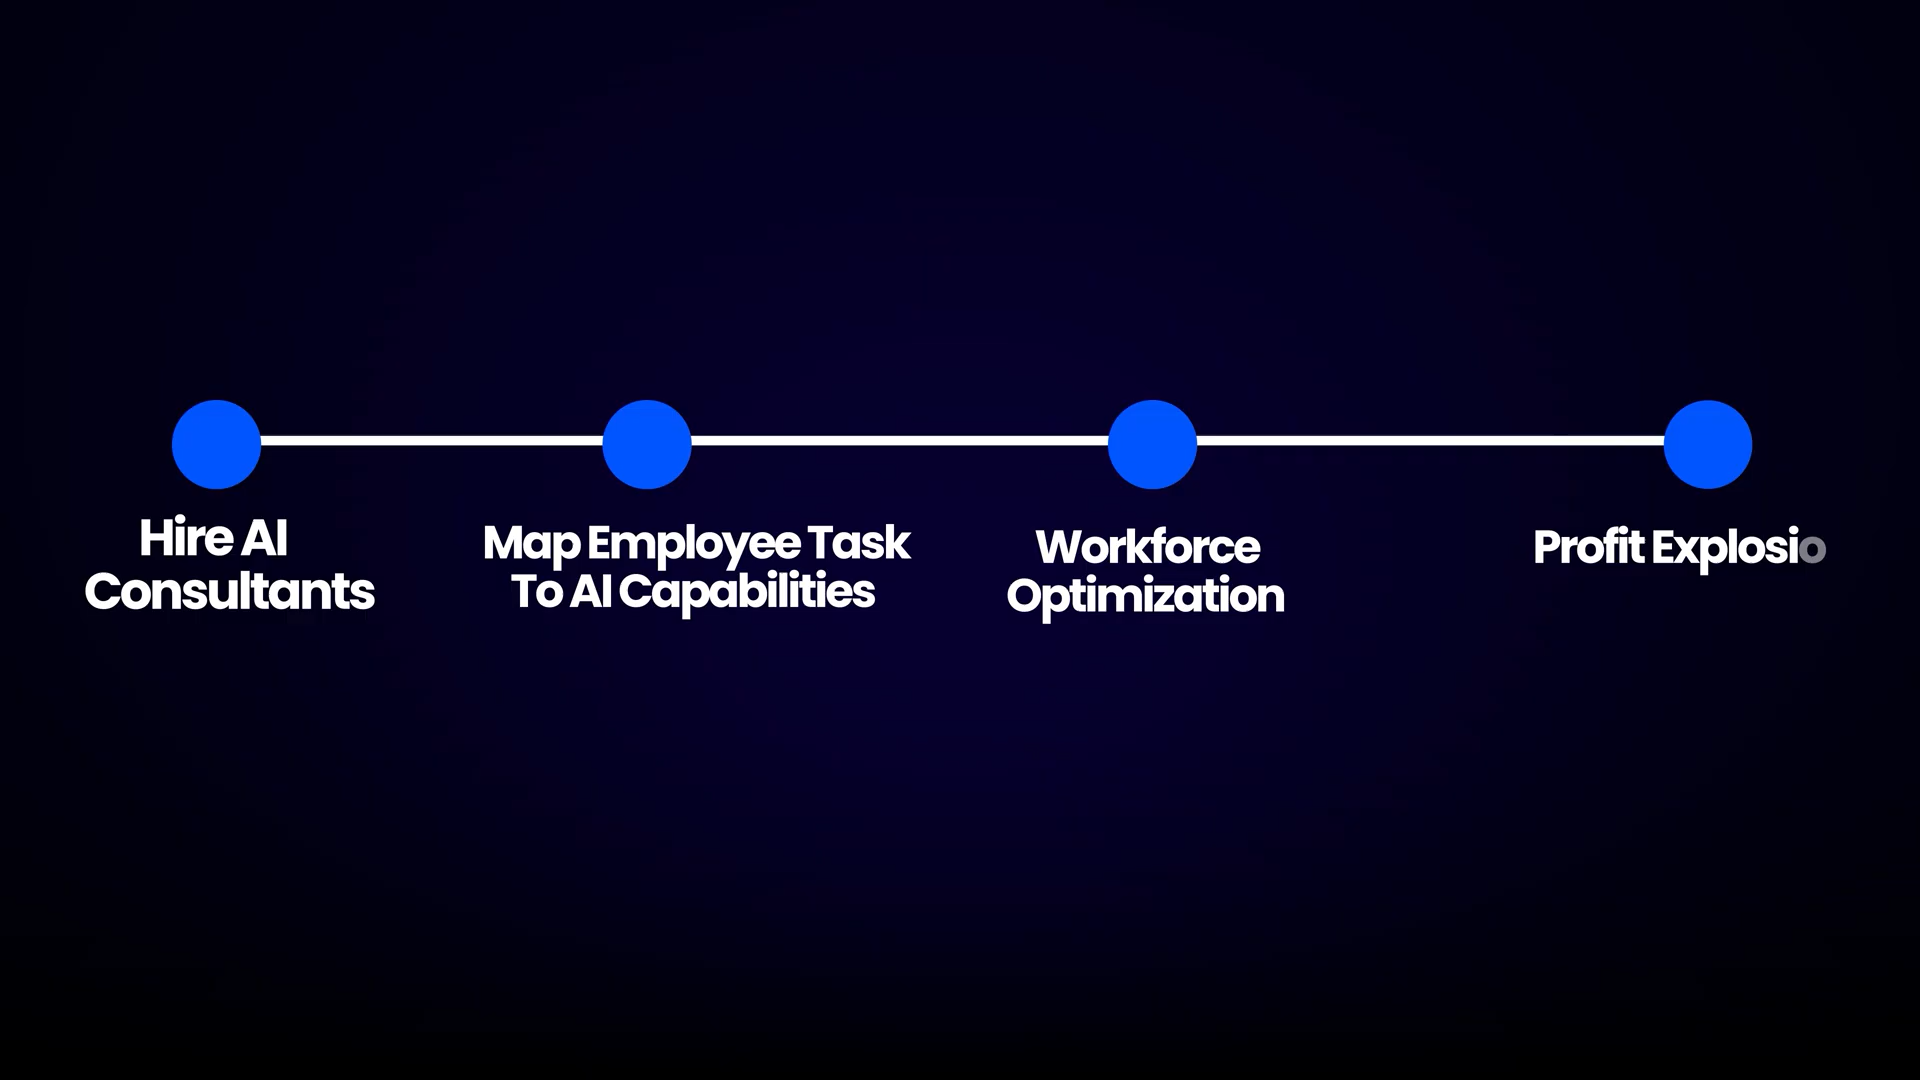 Hire AI
Consultants
Map Employee Task
To AI Capabilities
Workforce
Optimization
Profit Explosio